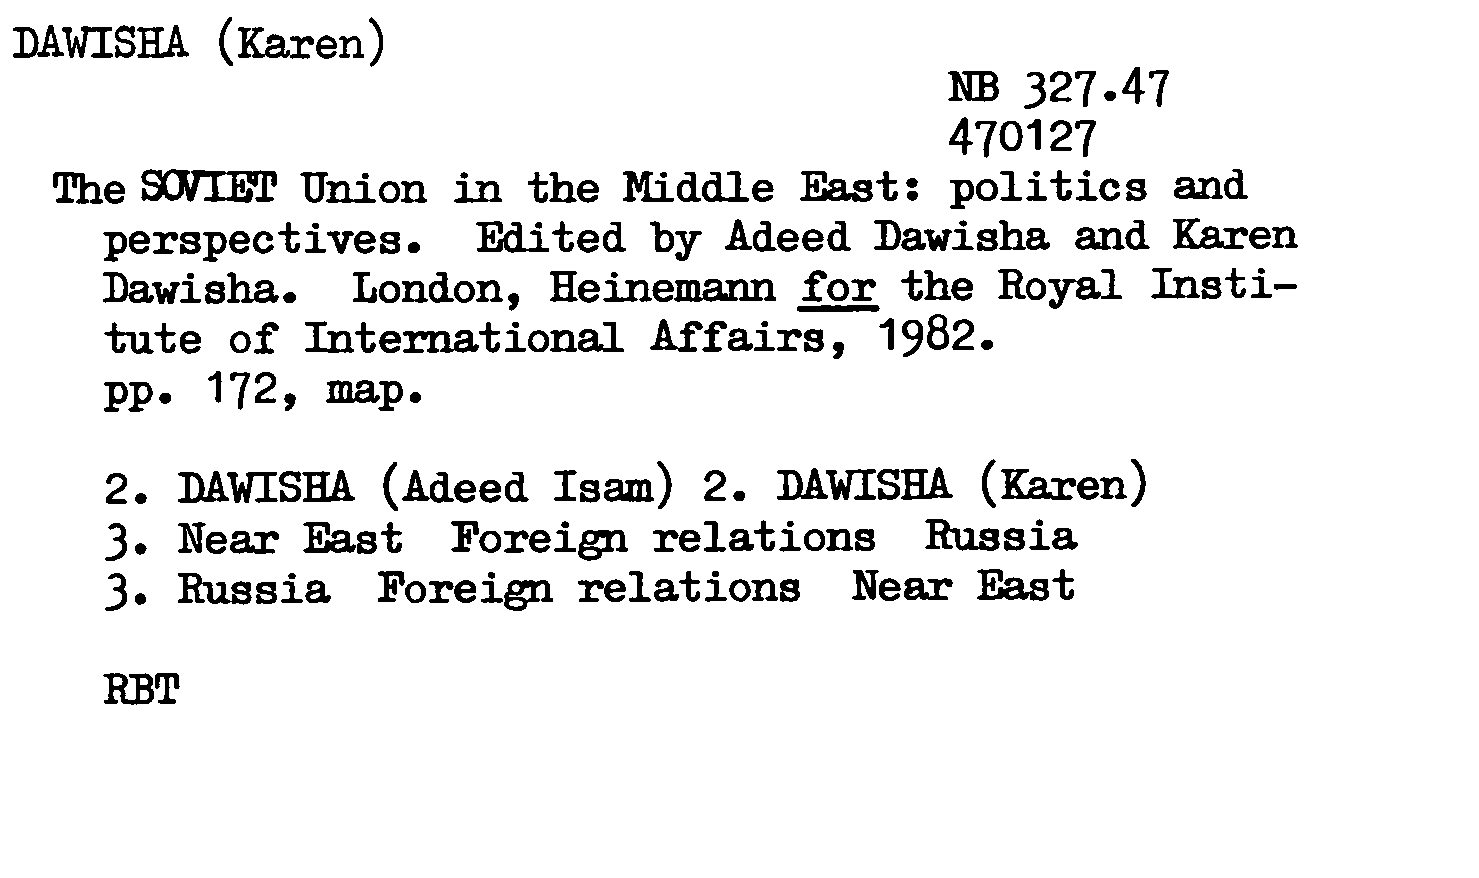 DAWISHA (Karen)
NB 327.47
470127
The SOVIET Union in the Middle East: politics and
perspectives. Edited by Adeed Dawisha and Karen
Dawisha. London, Heinemann for the Royal Insti-
tute of International Affairs, 1982.
pp. 172, map.
2. DAWISHA (Adeed Isam) 2. DAWISHA (Karen)
3. Near East Foreign relations Russia
3. Russia Foreign relations Near East
RBT